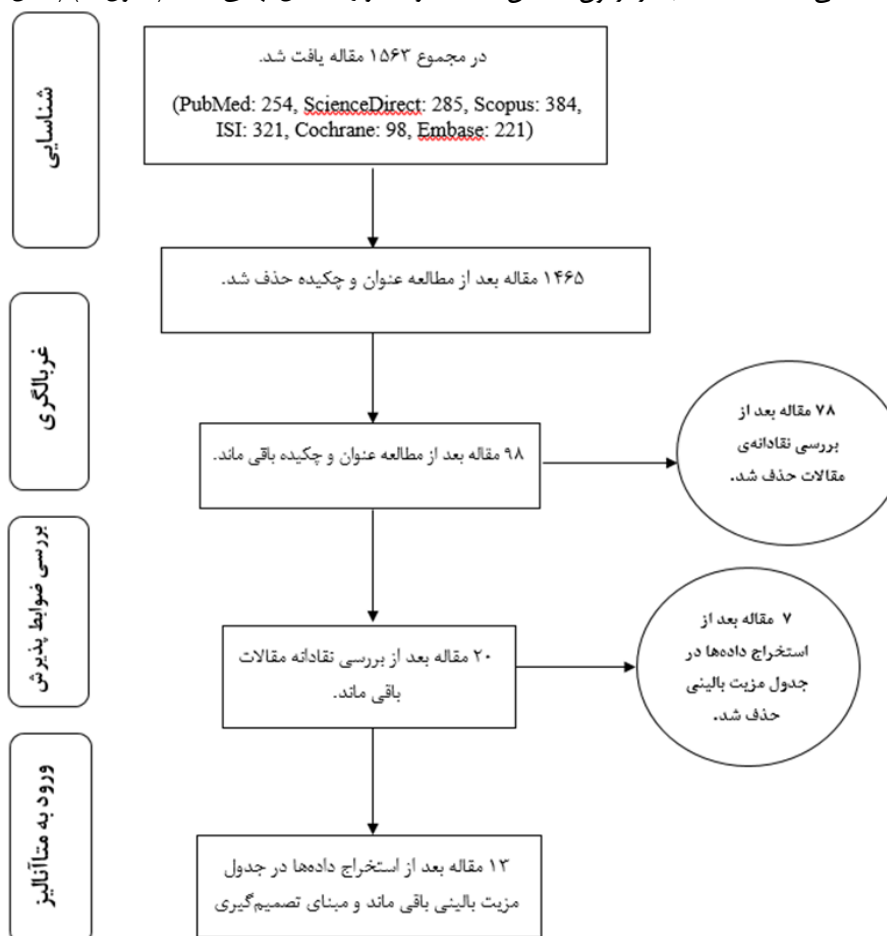 شناسایی
در مجموع ۱۵۶۳ مقاله یافت شد.
(PubMed: 254, ScienceDirect: 285, Scopus: 384,
ISI: 321, Cochrane: 98, Embase: 221)
۱۴۶۵ مقاله بعد از مطالعه عنوان و چکیده حذف شد.
غربالگری
۹۸ مقاله بعد از مطالعه عنوان و چکیده باقی ماند.
۷۸ مقاله بعد از
بررسی نقادانه‌ی
مقالات حذف شد.
بررسی ضوابط پذیرش
۲۰ مقاله بعد از بررسی نقادانه مقالات
باقی ماند.
۷ مقاله بعد از
استخراج داده‌ها در
جدول مزیت بالینی
حذف شد.
ورود به متاآنالیز
۱۳ مقاله بعد از استخراج داده‌ها در جدول
مزیت بالینی باقی ماند و مبنای تصمیم‌گیری